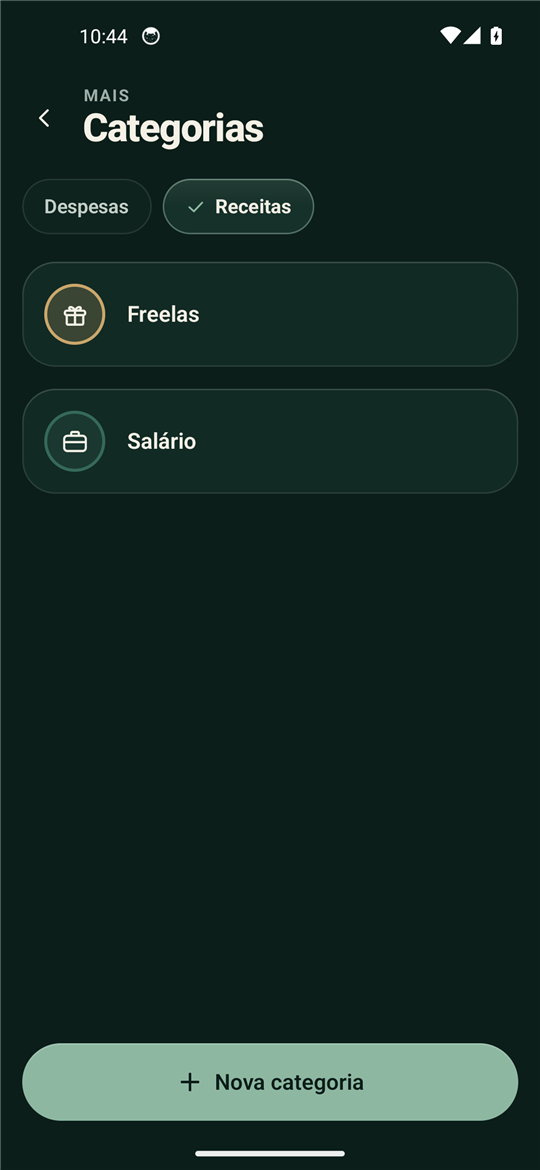 10:44
MAIS
Categorias
Despesas
Receitas
Freelas
Salário
Nova categoria